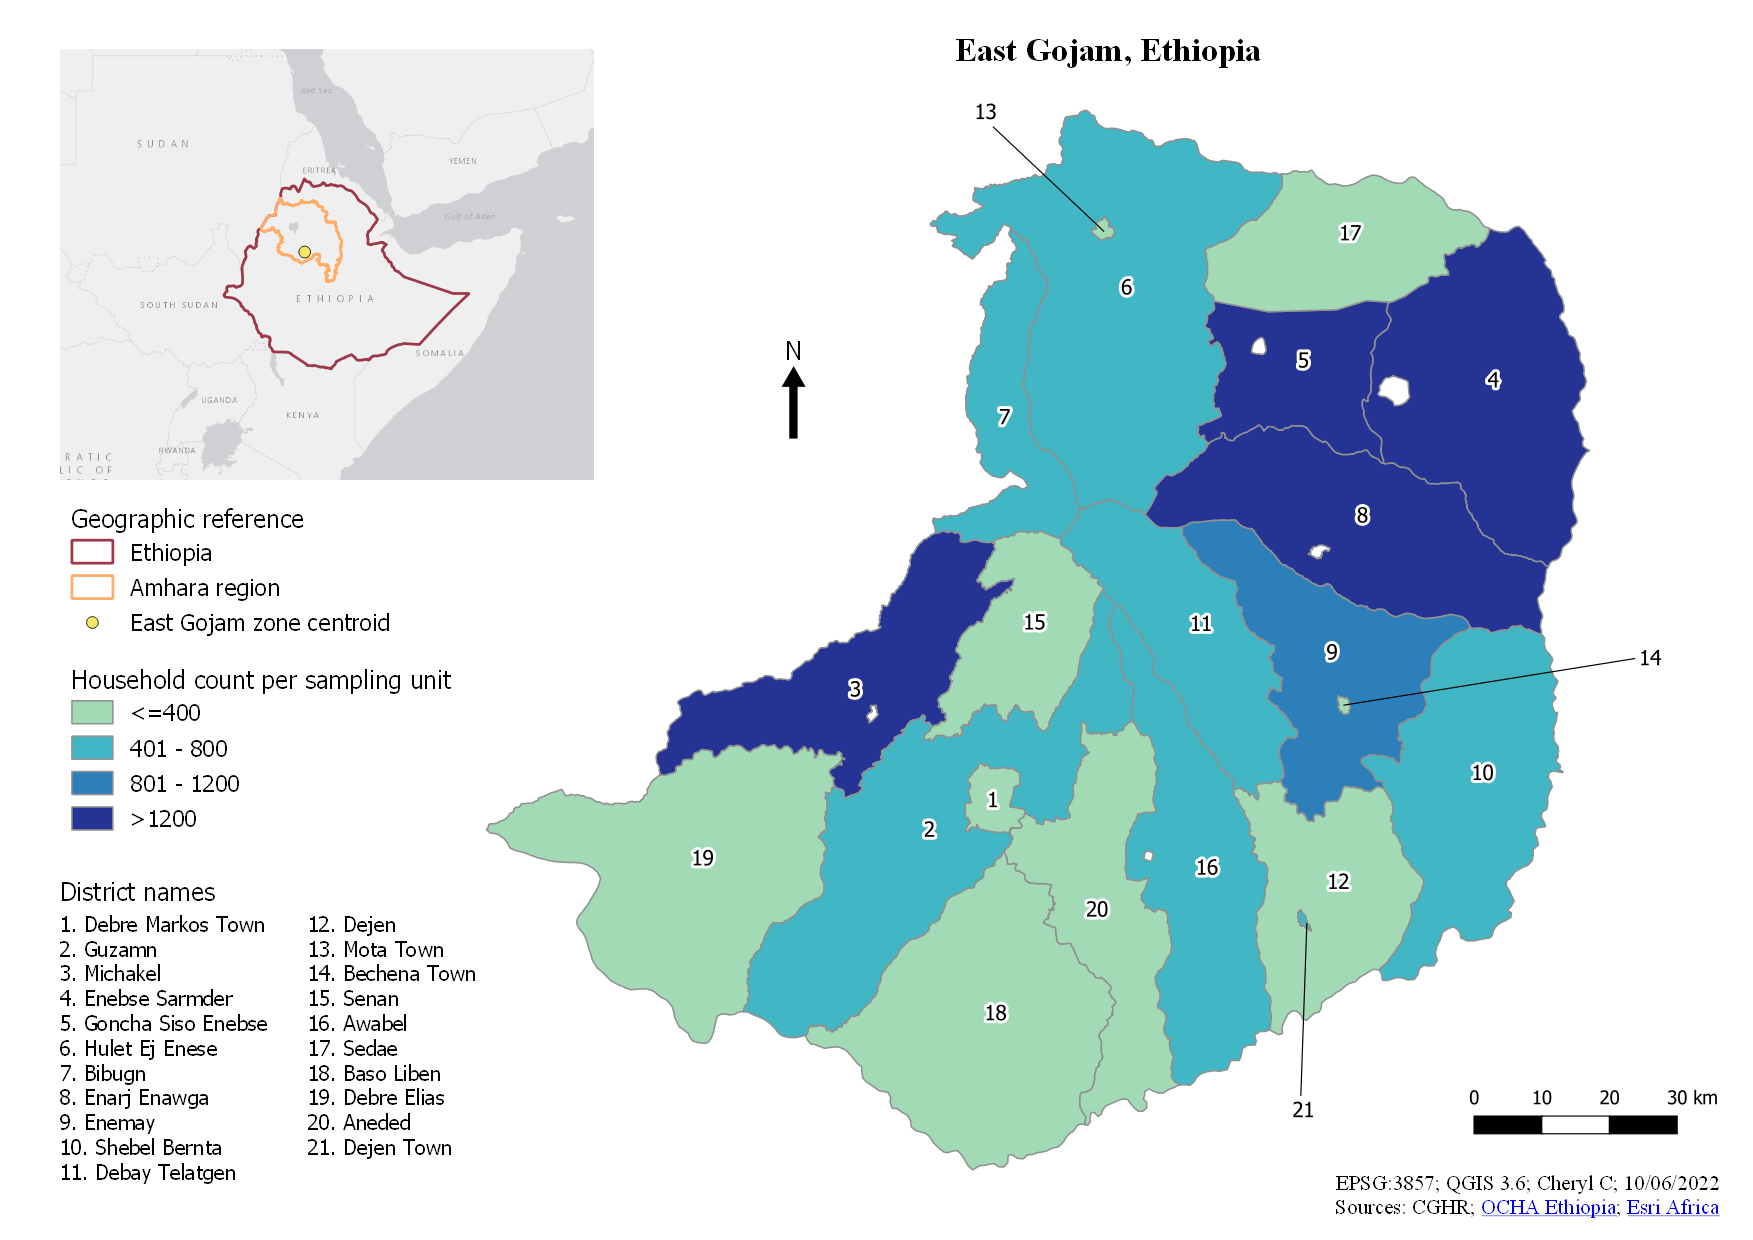 East Gojam, Ethiopia
Red Sea
SUDAN
YEMEN
ERITREA
Gulf of Aden
ETHIOPIA
SOUTH SUDAN
SOMALIA
UGANDA
KENYA
RWANDA
RATIC
LIC OF
N
13
17
6
5
4
7
8
15
11
9
14
3
10
1
2
19
16
12
20
18
21
Geographic reference
Ethiopia
Amhara region
East Gojam zone centroid
Household count per sampling unit
<=400
401 - 800
801 - 1200
>1200
District names
1. Debre Markos Town
2. Guzamn
3. Michakel
4. Enebse Sarmder
5. Goncha Siso Enebse
6. Hulet Ej Enese
7. Bibugn
8. Enarj Enawga
9. Enemay
10. Shebel Bernta
11. Debay Telatgen
12. Dejen
13. Mota Town
14. Bechena Town
15. Senan
16. Awabel
17. Sedae
18. Baso Liben
19. Debre Elias
20. Aneded
21. Dejen Town
0 10 20 30 km
EPSG:3857; QGIS 3.6; Cheryl C; 10/06/2022
Sources: CGHR; OCHA Ethiopia; Esri Africa